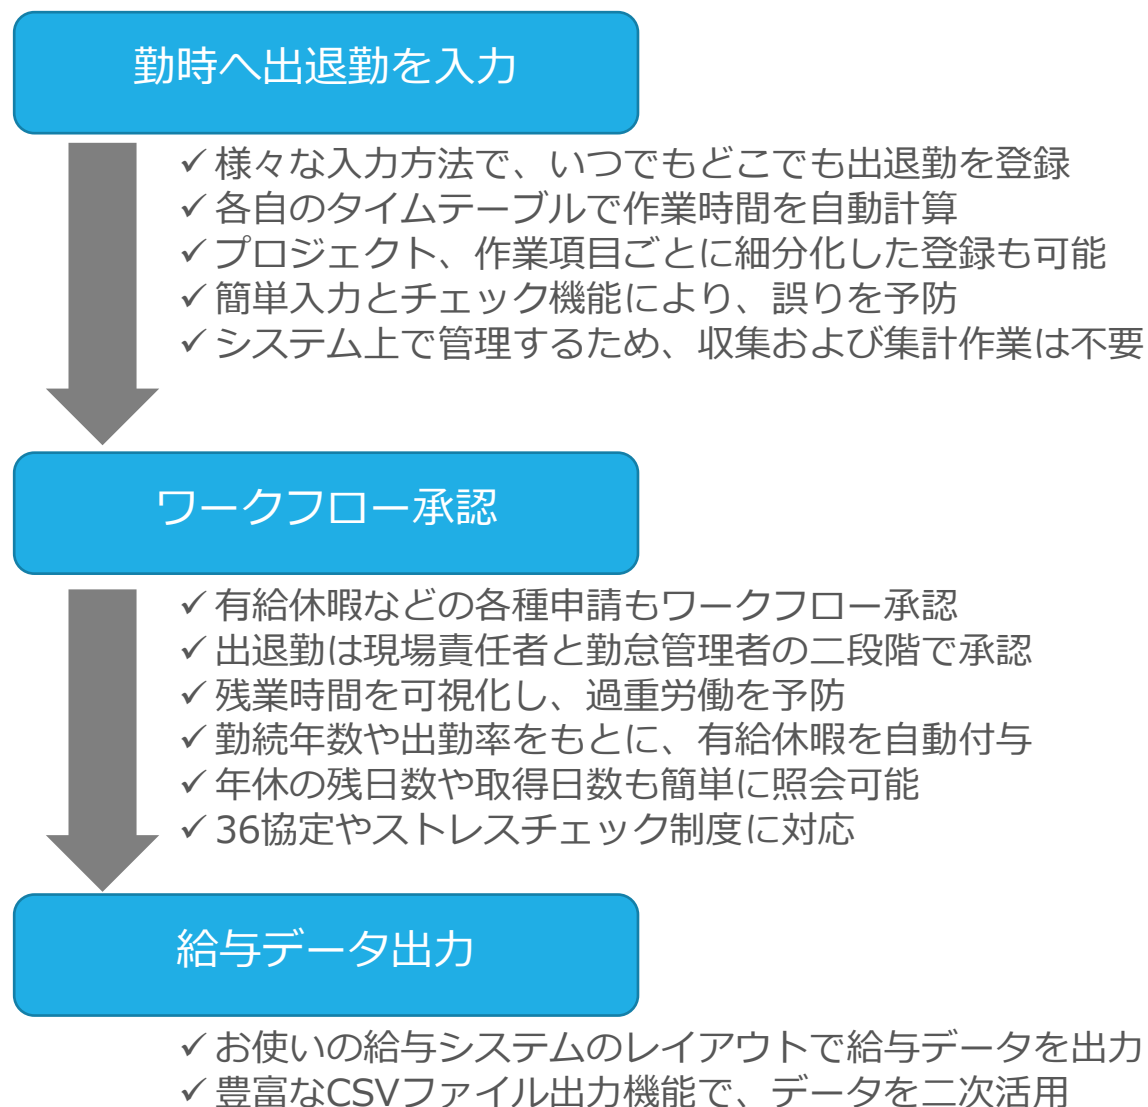 勤時へ出退勤を入力
✓様々な入力方法で、いつでもどこでも出退勤を登録
✓各自のタイムテーブルで作業時間を自動計算
✓プロジェクト、作業項目ごとに細分化した登録も可能
✓簡単入力とチェック機能により、誤りを予防
✓システム上で管理するため、収集および集計作業は不要
ワークフロー承認
✓有給休暇などの各種申請もワークフロー承認
✓出退勤は現場責任者と勤怠管理者の二段階で承認
✓残業時間を可視化し、過重労働を予防
✓勤続年数や出勤率をもとに、有給休暇を自動付与
✓年休の残日数や取得日数も簡単に照会可能
✓36協定やストレスチェック制度に対応
給与データ出力
✓お使いの給与システムのレイアウトで給与データを出力
✓豊富なCSVファイル出力機能で、データを二次活用